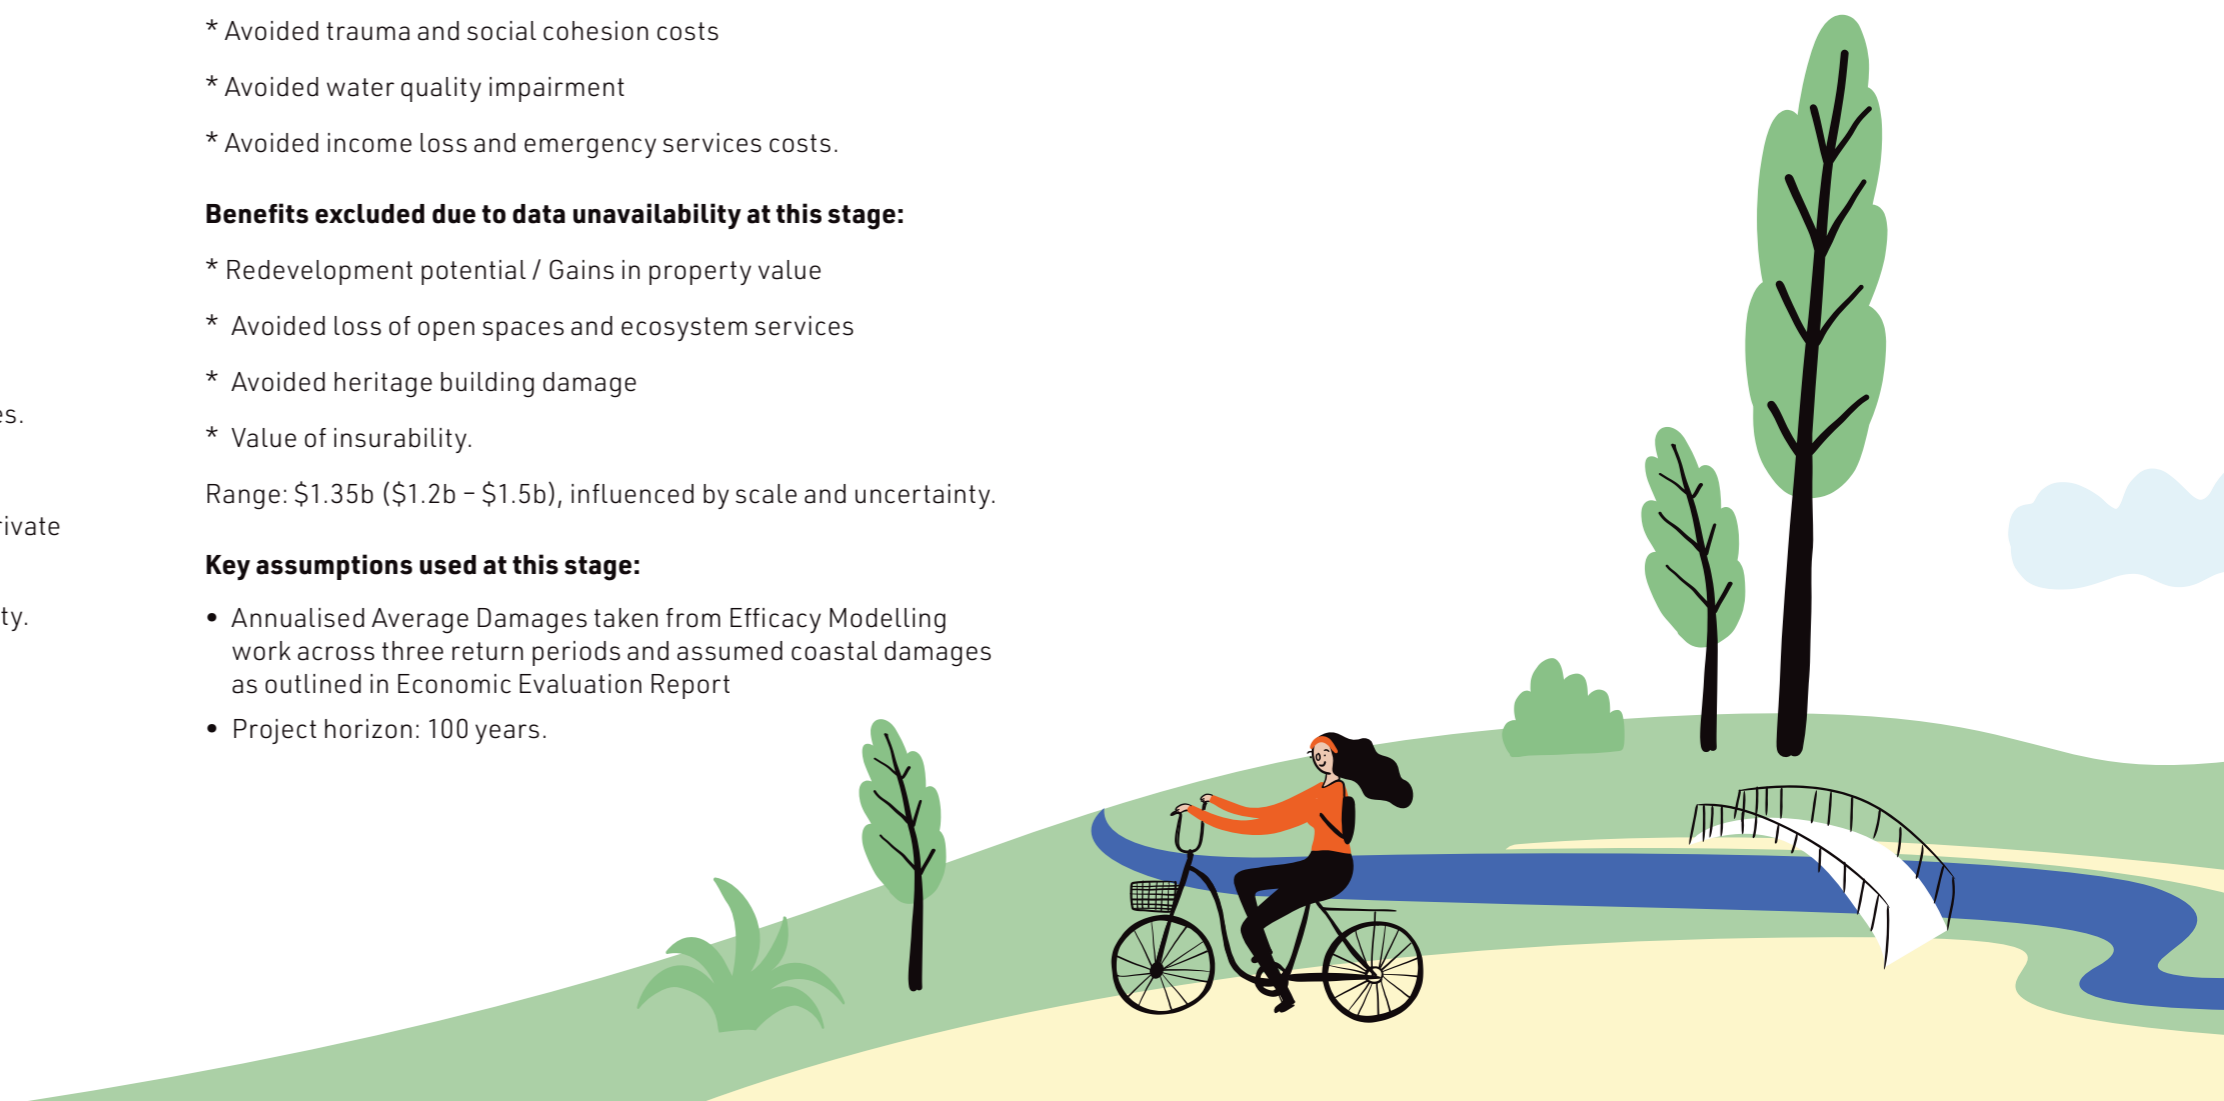 * Avoided trauma and social cohesion costs
* Avoided water quality impairment
* Avoided income loss and emergency services costs.
Benefits excluded due to data unavailability at this stage:
* Redevelopment potential / Gains in property value
* Avoided loss of open spaces and ecosystem services
* Avoided heritage building damage
* Value of insurability.
Range: $1.35b ($1.2b – $1.5b), influenced by scale and uncertainty.
Key assumptions used at this stage:
• Annualised Average Damages taken from Efficacy Modelling
work across three return periods and assumed coastal damages
as outlined in Economic Evaluation Report
• Project horizon: 100 years.